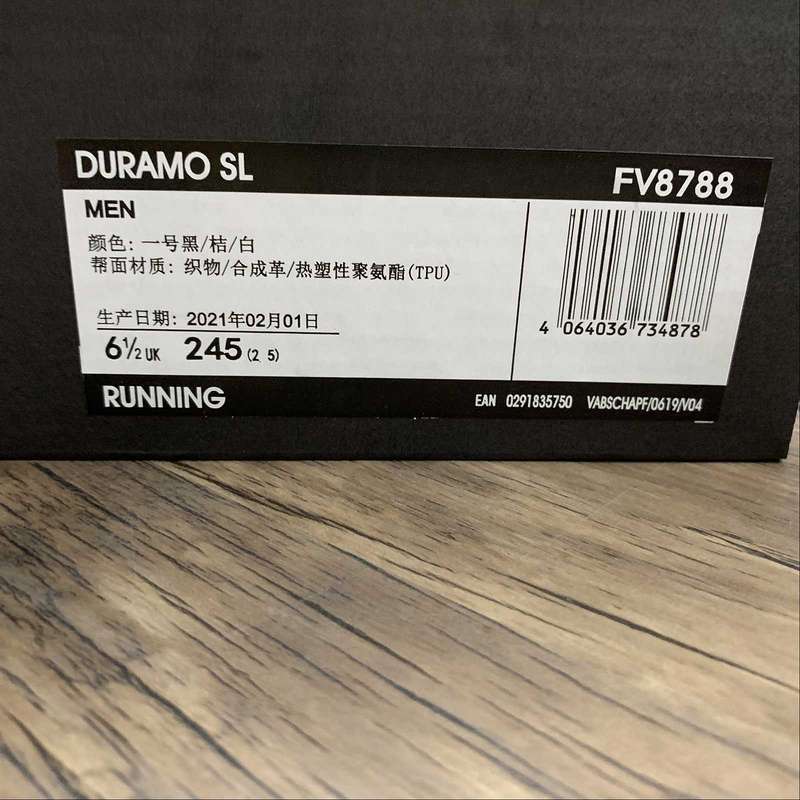 DURAMO SL
FV8788
MEN
颜色: 一号黑/桔/白
帮面材质: 织物/合成革/热塑性聚氨酯(TPU)
生产日期: 2021年02月01日
6½ UK 245 (2 5)
4 064036 734878
RUNNING
EAN 0291835750 VABSCHAPF/0619/V04